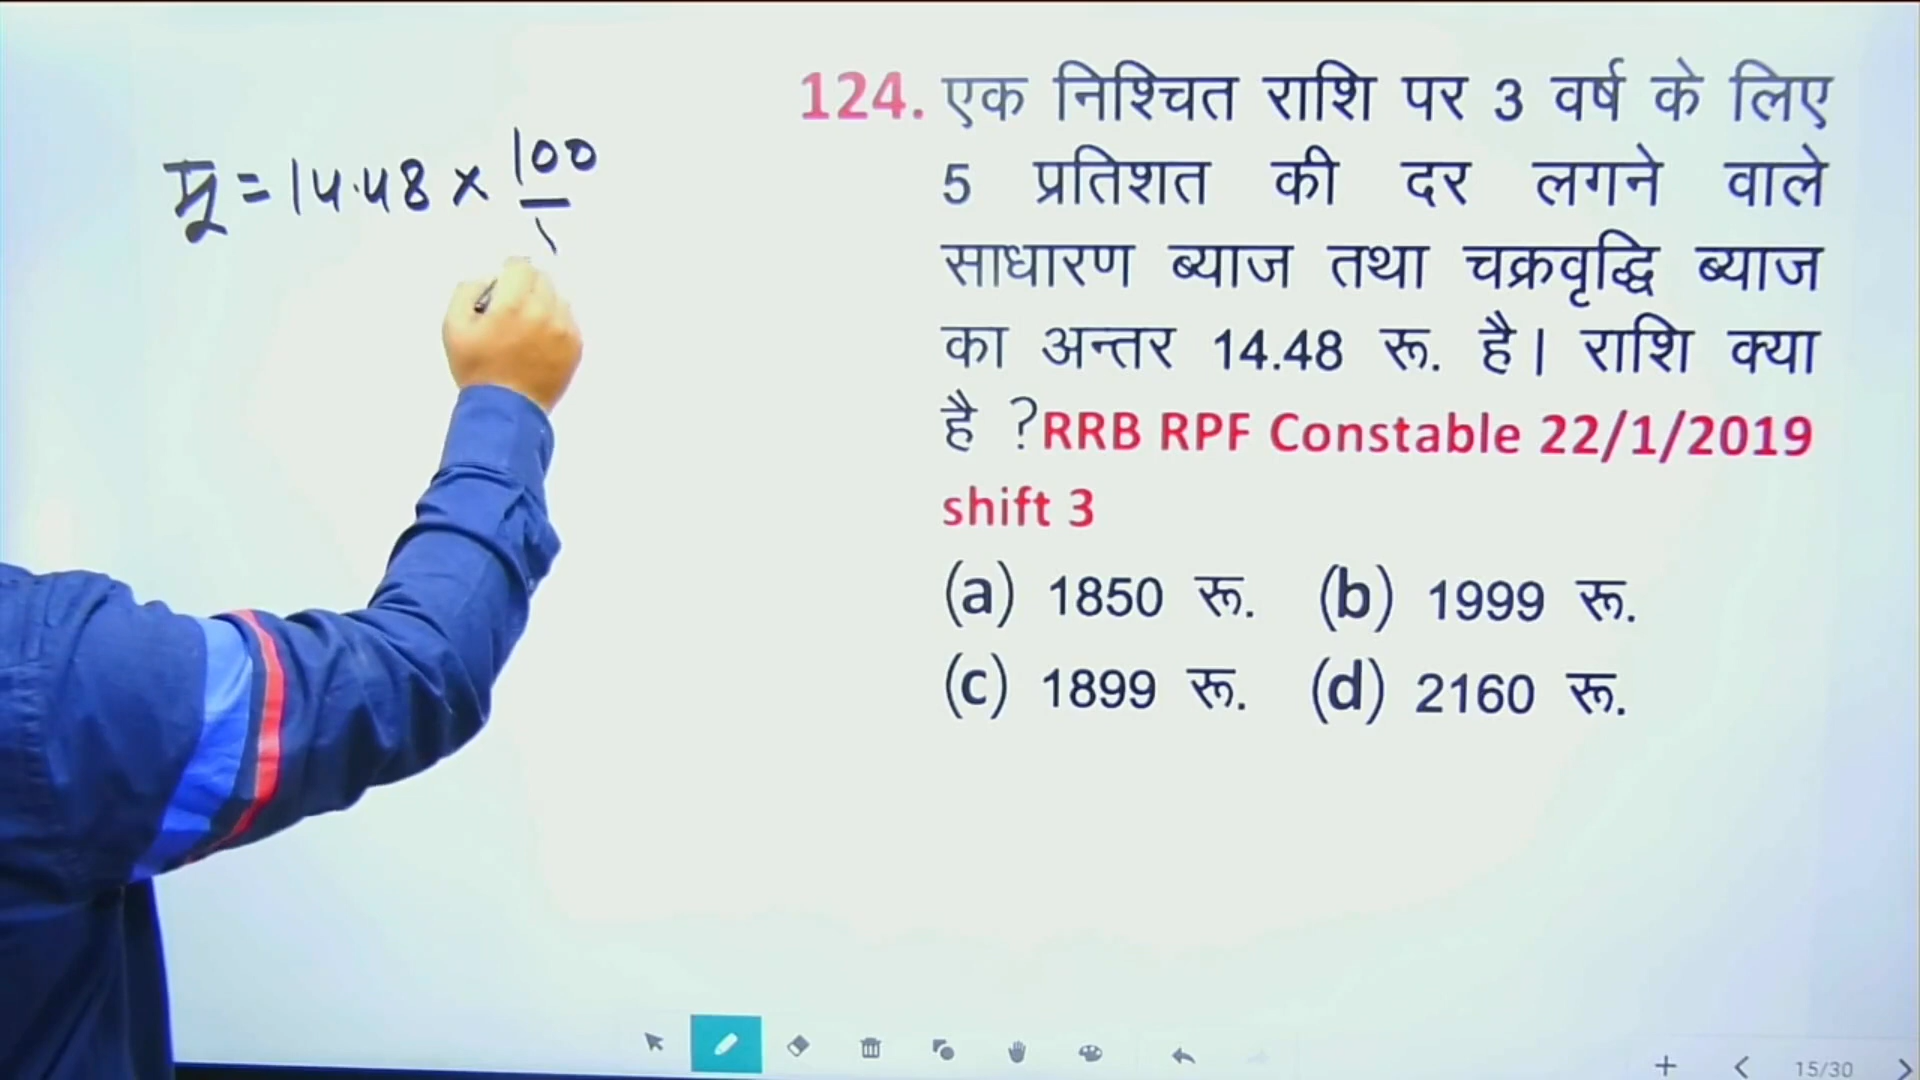 124. एक निश्चित राशि पर 3 वर्ष के लिए
5 प्रतिशत की दर लगने वाले
साधारण ब्याज तथा चक्रवृद्धि ब्याज
का अन्तर 14.48 रू. है। राशि क्या
है ?RRB RPF Constable 22/1/2019
shift 3
(a) 1850 रू. (b) 1999 रू.
(c) 1899 रू. (d) 2160 रू.
मू = 14.48 × 100
15/30